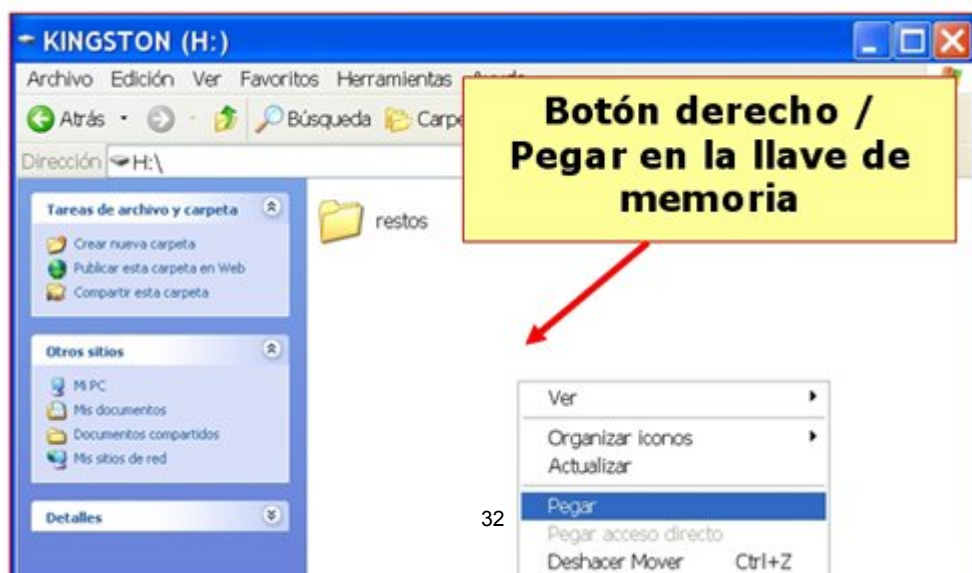 KINGSTON (H:)
Archivo Edición Ver Favoritos Herramientas
Atrás Búsqueda Carpe
Botón derecho /
Pegar en la llave de
memoria
Dirección H:\
Tareas de archivo y carpeta
Crear nueva carpeta
Publicar esta carpeta en Web
Compartir esta carpeta
restos
Otros sitios
Mi PC
Mis documentos
Documentos compartidos
Mis sitios de red
Detalles
Ver
Organizar iconos
Actualizar
Pegar
Pegar acceso directo
Deshacer Mover Ctrl+Z
32